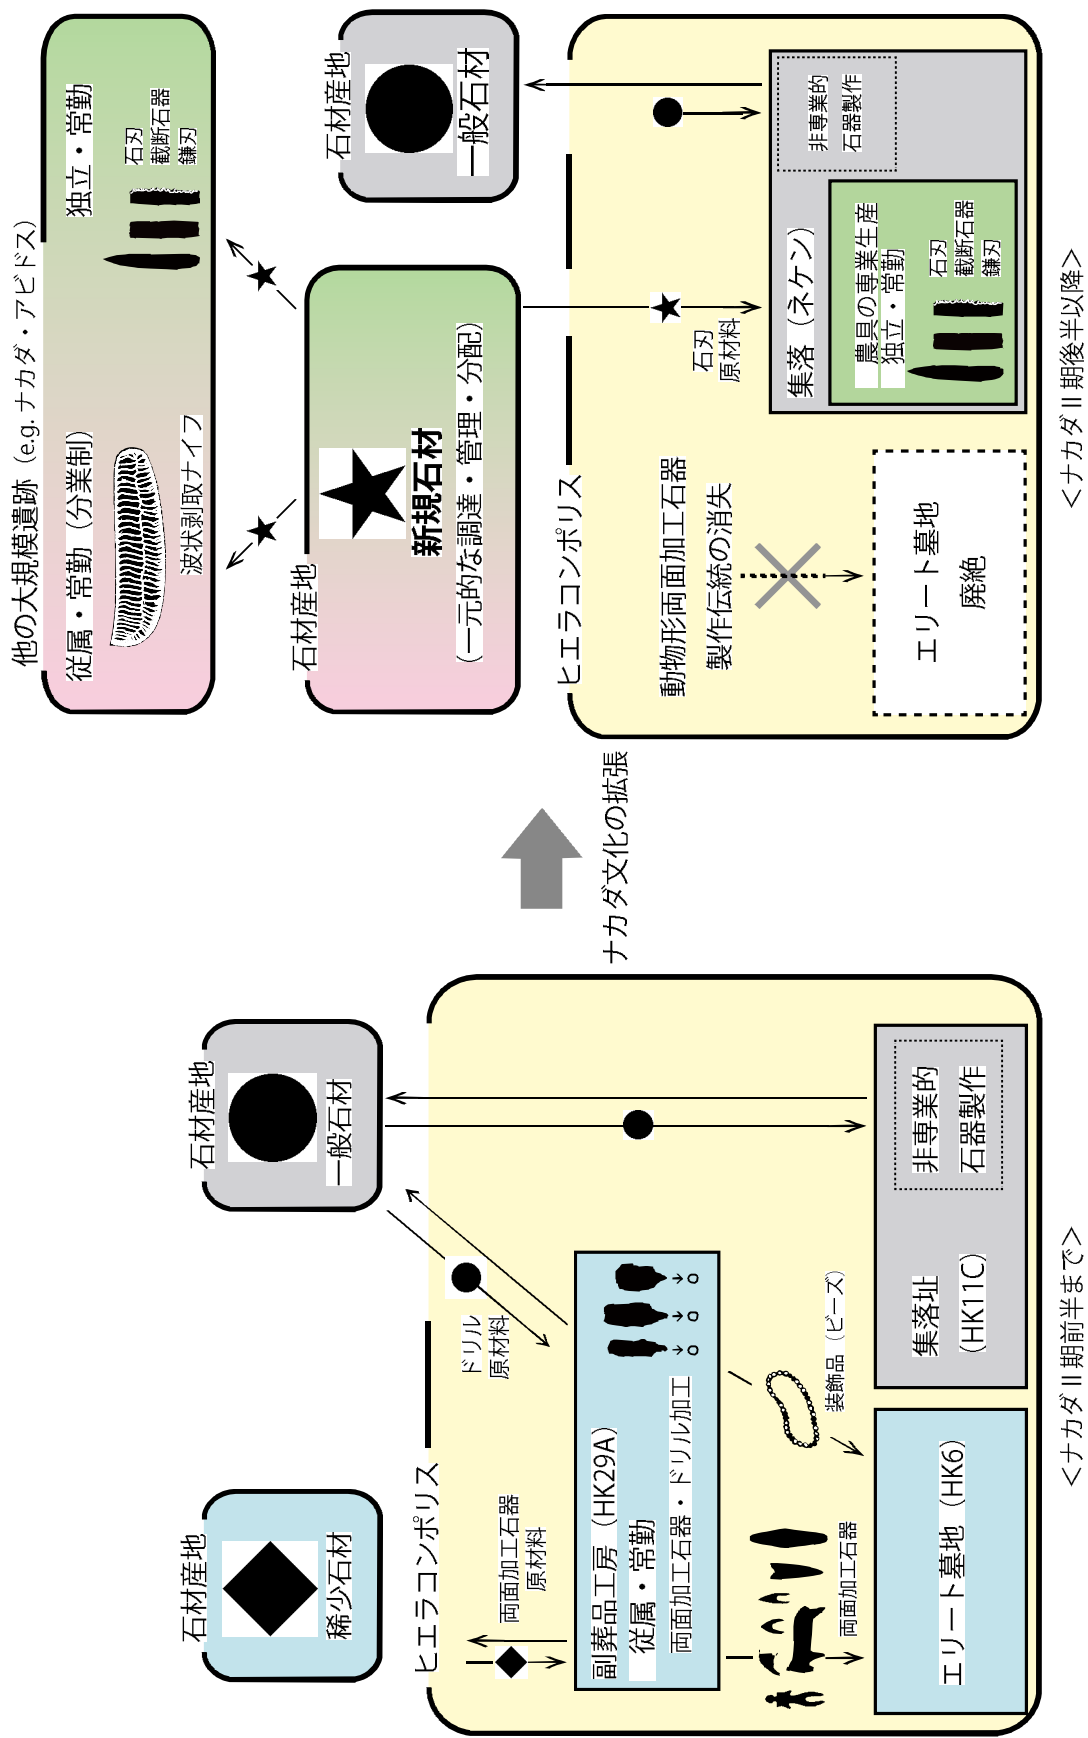 石材産地
稀少石材
石材産地
一般石材
ヒエラコンポリス
両面加工石器
原材料
ドリル
原材料
副葬品工房（HK29A）
従属・常勤
両面加工石器・ドリル加工
両面加工石器
装飾品（ビーズ）
エリート墓地（HK6）
集落址
（HK11C）
非専業的
石器製作
＜ナカダⅡ期前半まで＞
ナカダ文化の拡張
他の大規模遺跡（e.g. ナカダ・アビドス）
従属・常勤（分業制）
波状剥取ナイフ
独立・常勤
石刃
截断石器
鎌刃
石材産地
新規石材
（一元的な調達・管理・分配）
石材産地
一般石材
ヒエラコンポリス
動物形両面加工石器
製作伝統の消失
エリート墓地
廃絶
石刃
原材料
集落（ネケン）
農具の専業生産
独立・常勤
石刃
截断石器
鎌刃
非専業的
石器製作
＜ナカダⅡ期後半以降＞